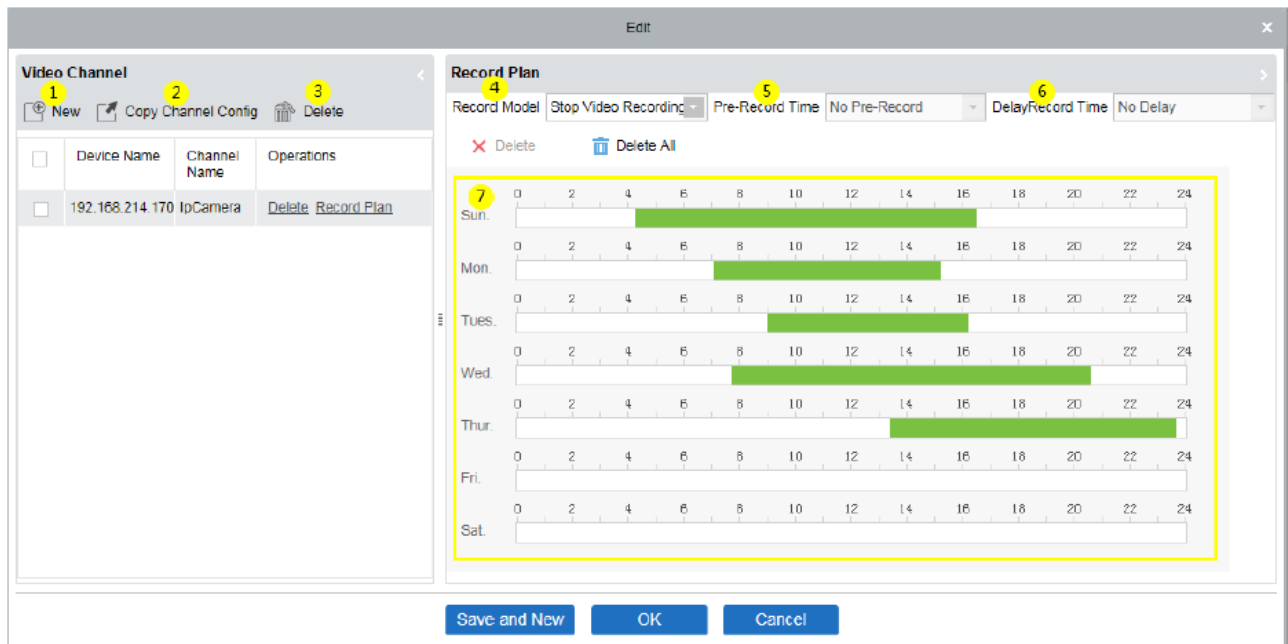 Edit
Video Channel
1 2 3
New Copy Channel Config Delete
Device Name Channel Name Operations
192.168.214.170 IpCamera Delete Record Plan
Record Plan
4 5 6
Record Model Stop Video Recording Pre-Record Time No Pre-Record DelayRecord Time No Delay
Delete Delete All
7
0 2 4 6 8 10 12 14 16 18 20 22 24
Sun.
0 2 4 6 8 10 12 14 16 18 20 22 24
Mon.
0 2 4 6 8 10 12 14 16 18 20 22 24
Tues.
0 2 4 6 8 10 12 14 16 18 20 22 24
Wed.
0 2 4 6 8 10 12 14 16 18 20 22 24
Thur.
0 2 4 6 8 10 12 14 16 18 20 22 24
Fri.
0 2 4 6 8 10 12 14 16 18 20 22 24
Sat.
Save and New OK Cancel